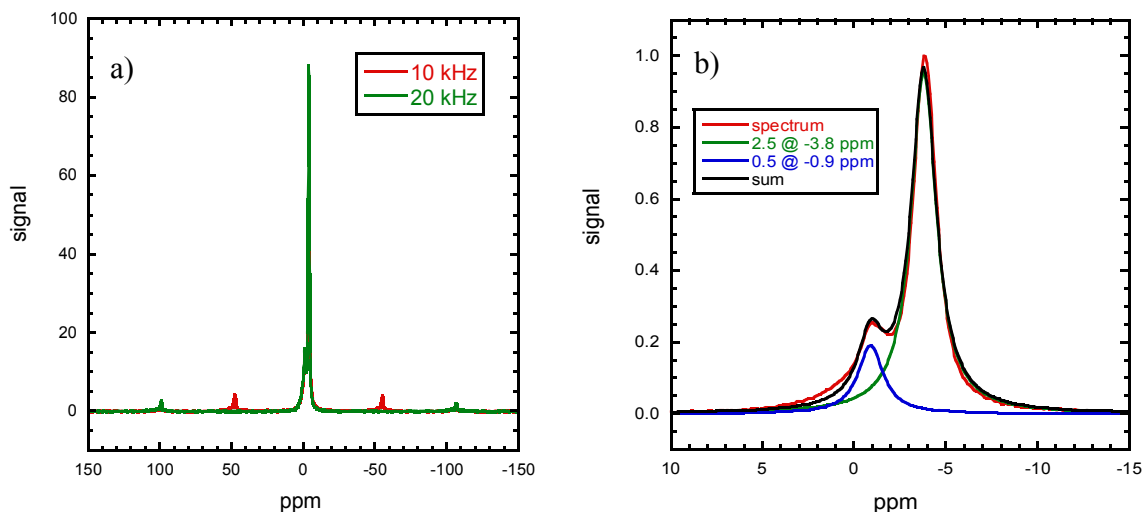 a)
10 kHz
20 kHz
100
80
60
40
20
0
signal
150 100 50 0 -50 -100 -150
ppm
b)
spectrum
2.5 @ -3.8 ppm
0.5 @ -0.9 ppm
sum
1.0
0.8
0.6
0.4
0.2
0.0
signal
10 5 0 -5 -10 -15
ppm